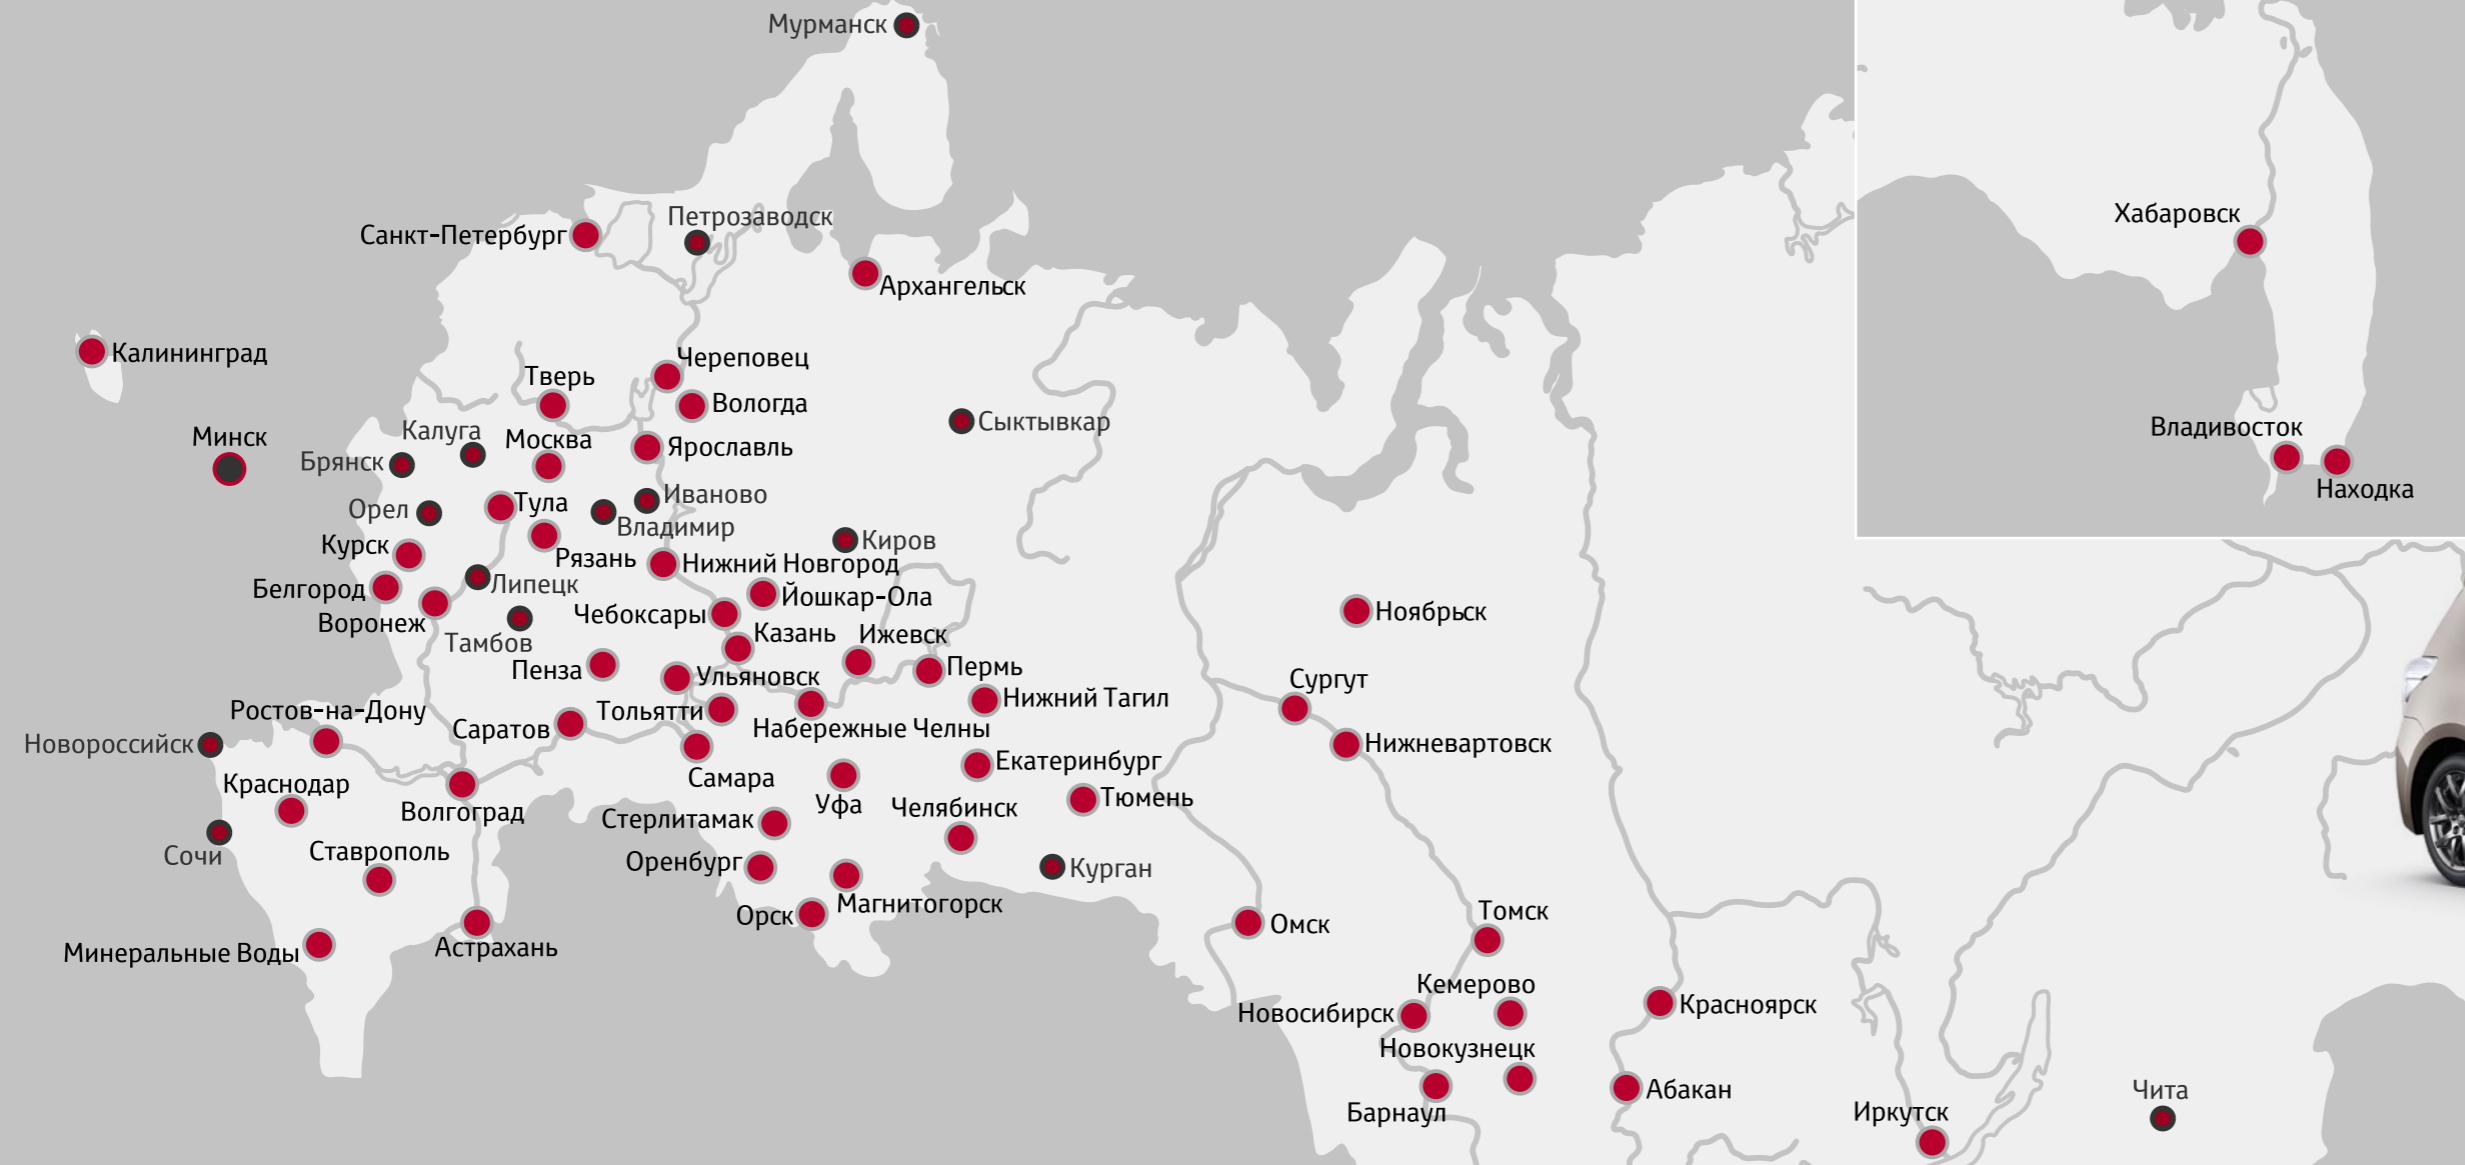 Мурманск
Хабаровск
Петрозаводск
Санкт-Петербург
Архангельск
Калининград
Череповец
Тверь
Вологда
Сыктывкар
Владивосток
Калуга
Минск
Москва
Ярославль
Брянск
Находка
Иваново
Тула
Орел
Владимир
Киров
Курск
Рязань
Нижний Новгород
Липецк
Белгород
Йошкар-Ола
Ноябрьск
Чебоксары
Воронеж
Казань
Ижевск
Тамбов
Пенза
Пермь
Ульяновск
Сургут
Нижний Тагил
Ростов-на-Дону
Тольятти
Саратов
Набережные Челны
Новороссийск
Нижневартовск
Екатеринбург
Самара
Краснодар
Тюмень
Уфа
Челябинск
Волгоград
Стерлитамак
Ставрополь
Сочи
Оренбург
Курган
Магнитогорск
Томск
Орск
Омск
Астрахань
Минеральные Воды
Кемерово
Красноярск
Новосибирск
Новокузнецк
Абакан
Чита
Барнаул
Иркутск